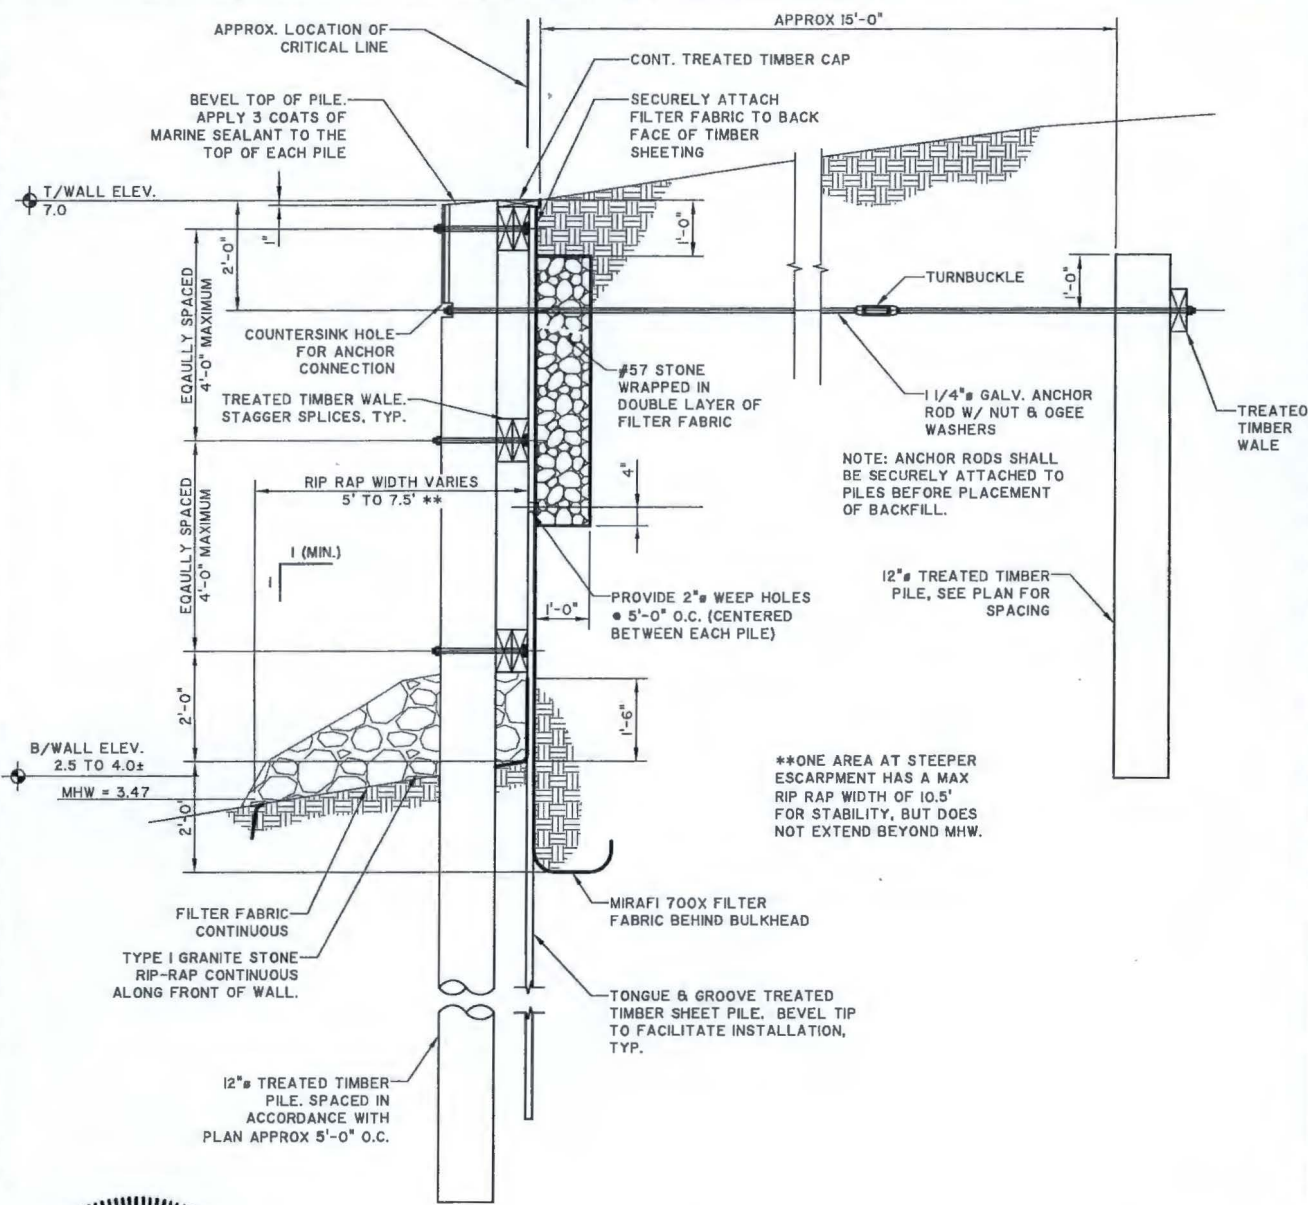 APPROX 15'-0"
APPROX. LOCATION OF
CRITICAL LINE
CONT. TREATED TIMBER CAP
BEVEL TOP OF PILE.
APPLY 3 COATS OF
MARINE SEALANT TO THE
TOP OF EACH PILE
SECURELY ATTACH
FILTER FABRIC TO BACK
FACE OF TIMBER
SHEETING
T/WALL ELEV.
7.0
2'-0"
1"
1'-0"
1'-0"
TURNBUCKLE
EQAULLY SPACED
4'-0" MAXIMUM
COUNTERSINK HOLE
FOR ANCHOR
CONNECTION
#57 STONE
WRAPPED IN
DOUBLE LAYER OF
FILTER FABRIC
1 1/4"ø GALV. ANCHOR
ROD W/ NUT & OGEE
WASHERS
TREATED
TIMBER
WALE
TREATED TIMBER WALE.
STAGGER SPLICES, TYP.
NOTE: ANCHOR RODS SHALL
BE SECURELY ATTACHED TO
PILES BEFORE PLACEMENT
OF BACKFILL.
RIP RAP WIDTH VARIES
5' TO 7.5' **
4"
EQAULLY SPACED
4'-0" MAXIMUM
1 (MIN.)
1
1'-0"
PROVIDE 2"ø WEEP HOLES
@ 5'-0" O.C. (CENTERED
BETWEEN EACH PILE)
12"ø TREATED TIMBER
PILE, SEE PLAN FOR
SPACING
2'-0"
1'-6"
B/WALL ELEV.
2.5 TO 4.0±
MHW = 3.47
2'-0"
**ONE AREA AT STEEPER
ESCARPMENT HAS A MAX
RIP RAP WIDTH OF 10.5'
FOR STABILITY, BUT DOES
NOT EXTEND BEYOND MHW.
FILTER FABRIC
CONTINUOUS
MIRAFI 700X FILTER
FABRIC BEHIND BULKHEAD
TYPE I GRANITE STONE
RIP-RAP CONTINUOUS
ALONG FRONT OF WALL.
TONGUE & GROOVE TREATED
TIMBER SHEET PILE. BEVEL TIP
TO FACILITATE INSTALLATION,
TYP.
12"ø TREATED TIMBER
PILE. SPACED IN
ACCORDANCE WITH
PLAN APPROX 5'-0" O.C.